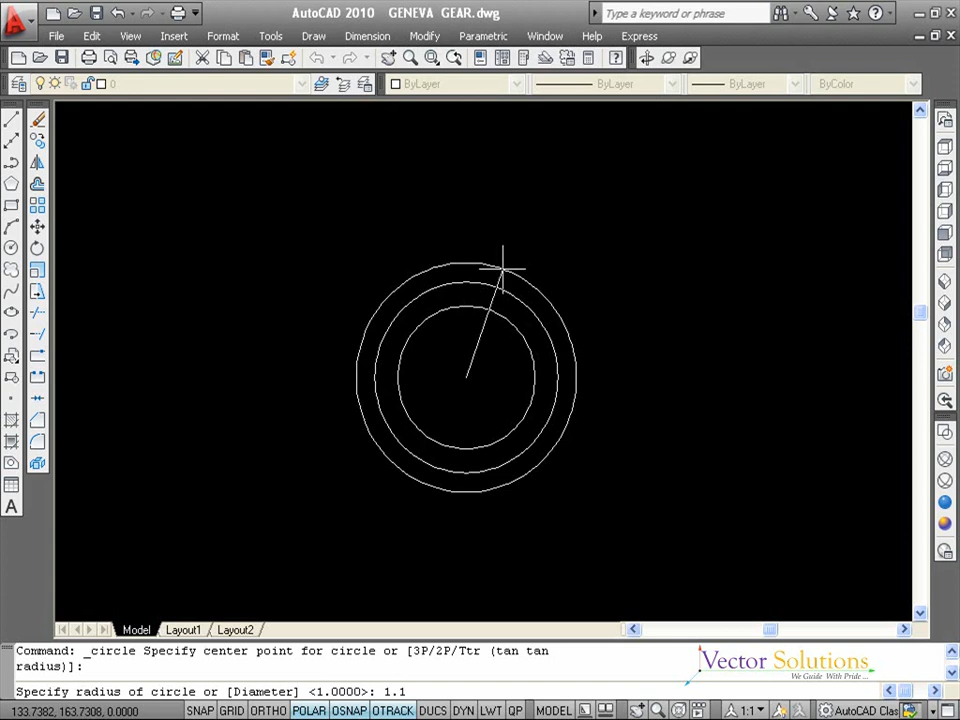 AutoCAD 2010 GENEVA GEAR.dwg
Type a keyword or phrase
File Edit View Insert Format Tools Draw Dimension Modify Parametric Window Help Express
0 ByLayer ByLayer ByLayer ByColor
A
Model Layout1 Layout2
Command: _circle Specify center point for circle or [3P/2P/Ttr (tan tan
radius)]:
Vector Solutions
We Guide With Pride ...
Specify radius of circle or [Diameter] <1.0000>: 1.1
133.7382, 163.7308, 0.0000 SNAP GRID ORTHO POLAR OSNAP OTRACK DUCS DYN LWT QP MODEL 1:1 AutoCAD Clas